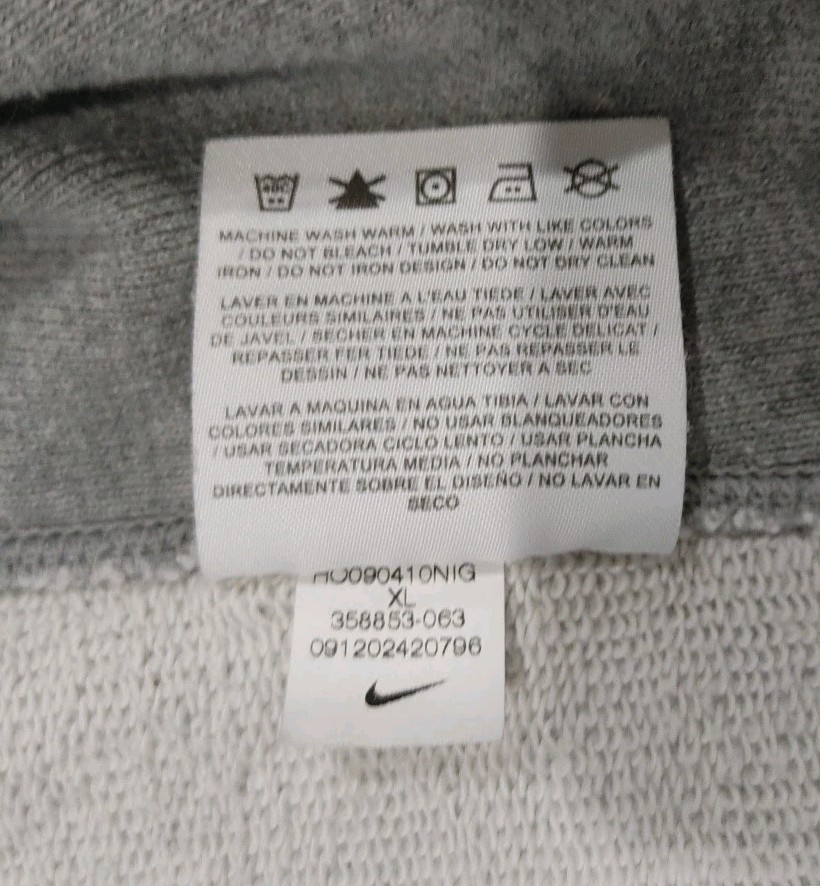 MACHINE WASH WARM / WASH WITH LIKE COLORS
/ DO NOT BLEACH / TUMBLE DRY LOW / WARM
IRON / DO NOT IRON DESIGN / DO NOT DRY CLEAN
LAVER EN MACHINE A L'EAU TIEDE / LAVER AVEC
COULEURS SIMILAIRES / NE PAS UTILISER D'EAU
DE JAVEL / SECHER EN MACHINE CYCLE DELICAT /
REPASSER FER TIEDE / NE PAS REPASSER LE
DESSIN / NE PAS NETTOYER A SEC
LAVAR A MAQUINA EN AGUA TIBIA / LAVAR CON
COLORES SIMILARES / NO USAR BLANQUEADORES
/ USAR SECADORA CICLO LENTO / USAR PLANCHA
TEMPERATURA MEDIA / NO PLANCHAR
DIRECTAMENTE SOBRE EL DISEÑO / NO LAVAR EN
SECO
XL
358853-063
091202420796